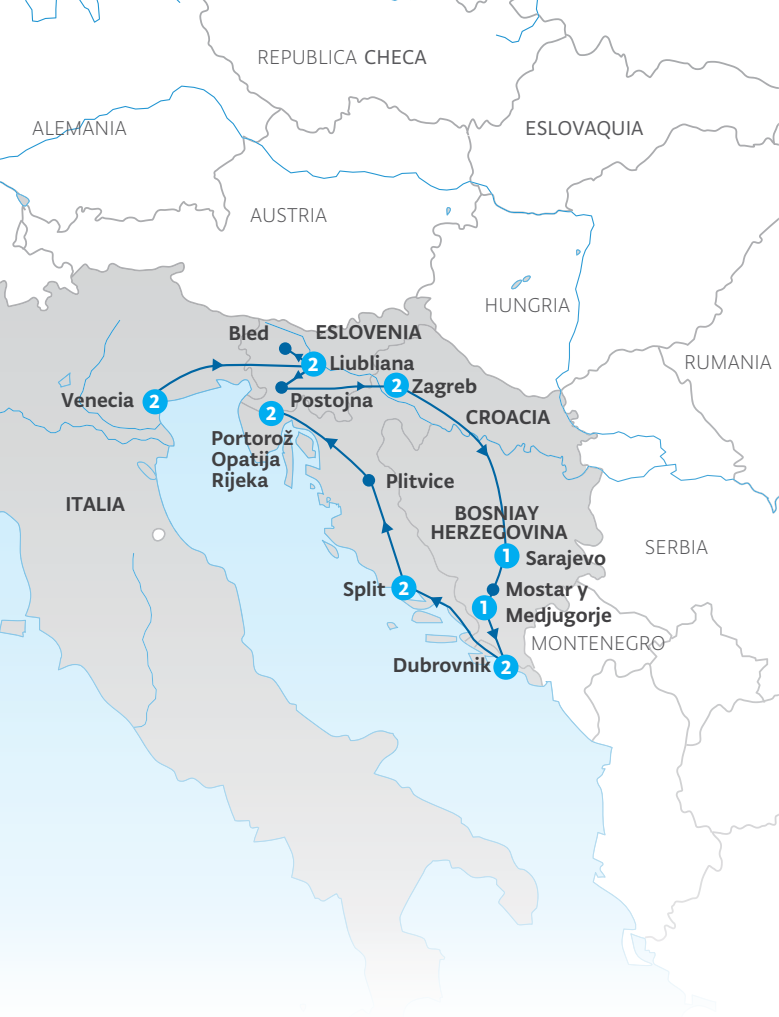 REPUBLICA CHECA
ALEMANIA
ESLOVAQUIA
AUSTRIA
HUNGRIA
Bled
ESLOVENIA
2
Liubliana
RUMANIA
Venecia
2
Postojna
2
Zagreb
2
CROACIA
Portorož
Opatija
Rijeka
Plitvice
ITALIA
BOSNIAY
HERZEGOVINA
SERBIA
1
Sarajevo
Split
2
Mostar y
1
Medjugorje
MONTENEGRO
Dubrovnik
2